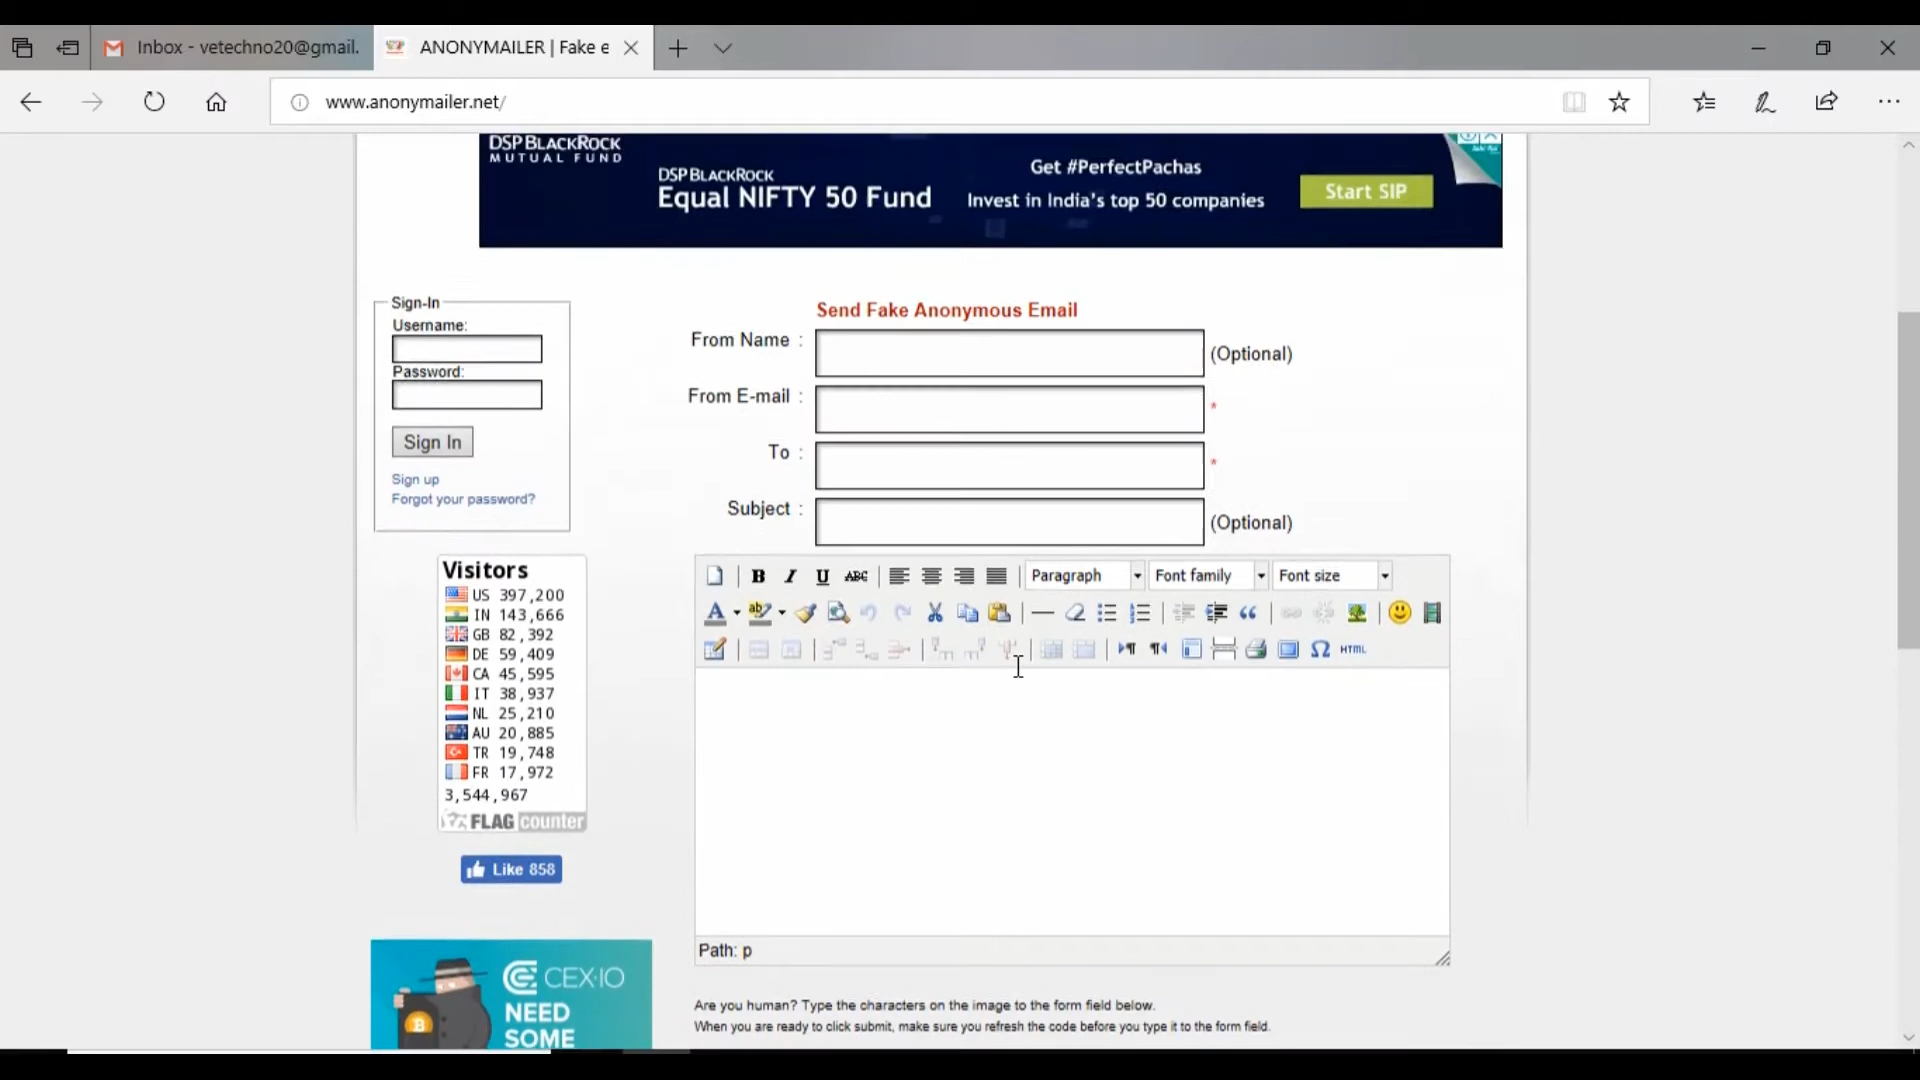 Inbox - vetechno20@gmail.
ANONYMAILER | Fake e
www.anonymailer.net/
DSP BLACKROCK
MUTUAL FUND
DSP BLACKROCK
Equal NIFTY 50 Fund
Get #PerfectPachas
Invest in India's top 50 companies
Start SIP
Sign-In
Username:
Password:
Sign In
Sign up
Forgot your password?
Send Fake Anonymous Email
From Name :
(Optional)
From E-mail :
*
To :
*
Subject :
(Optional)
Visitors
US 397,200
IN 143,666
GB 82,392
DE 59,409
CA 45,595
IT 38,937
NL 25,210
AU 20,885
TR 19,748
FR 17,972
3,544,967
FLAG counter
Like 858
B I U ABC
Paragraph
Font family
Font size
HTML
Path: p
CEX.IO
NEED
SOME
Are you human? Type the characters on the image to the form field below.
When you are ready to click submit, make sure you refresh the code before you type it to the form field.